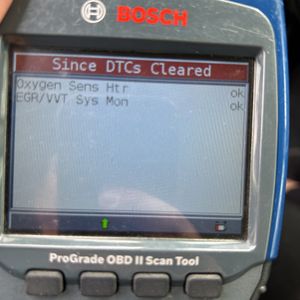 BOSCH
Since DTCs Cleared
Oxygen Sens Htr ok
EGR/VVT Sys Mon ok
ProGrade OBD II Scan Tool